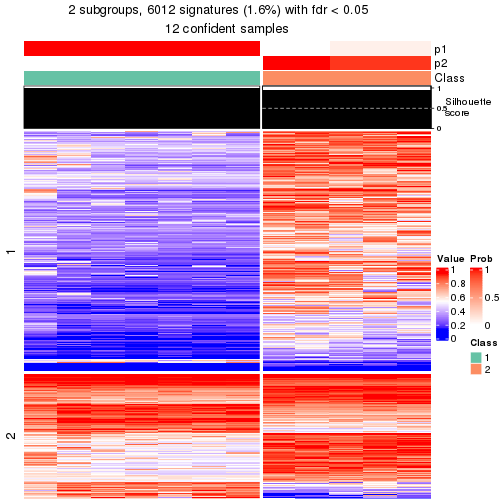 2 subgroups, 6012 signatures (1.6%) with fdr < 0.05
12 confident samples
p1
p2
Class
1
0.5
0
Silhouette
score
1
2
Value
1
0.8
0.6
0.4
0.2
0
Prob
1
0.5
0
Class
1
2